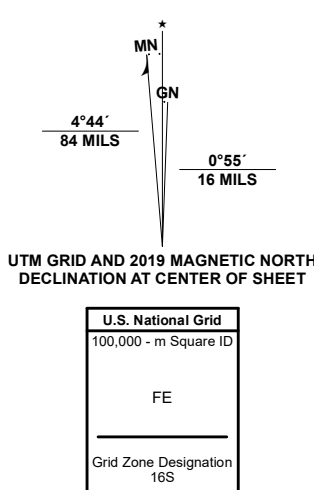 MN
GN
4°44´
84 MILS
0°55´
16 MILS
UTM GRID AND 2019 MAGNETIC NORTH
DECLINATION AT CENTER OF SHEET
U.S. National Grid
100,000 - m Square ID
FE
Grid Zone Designation
16S